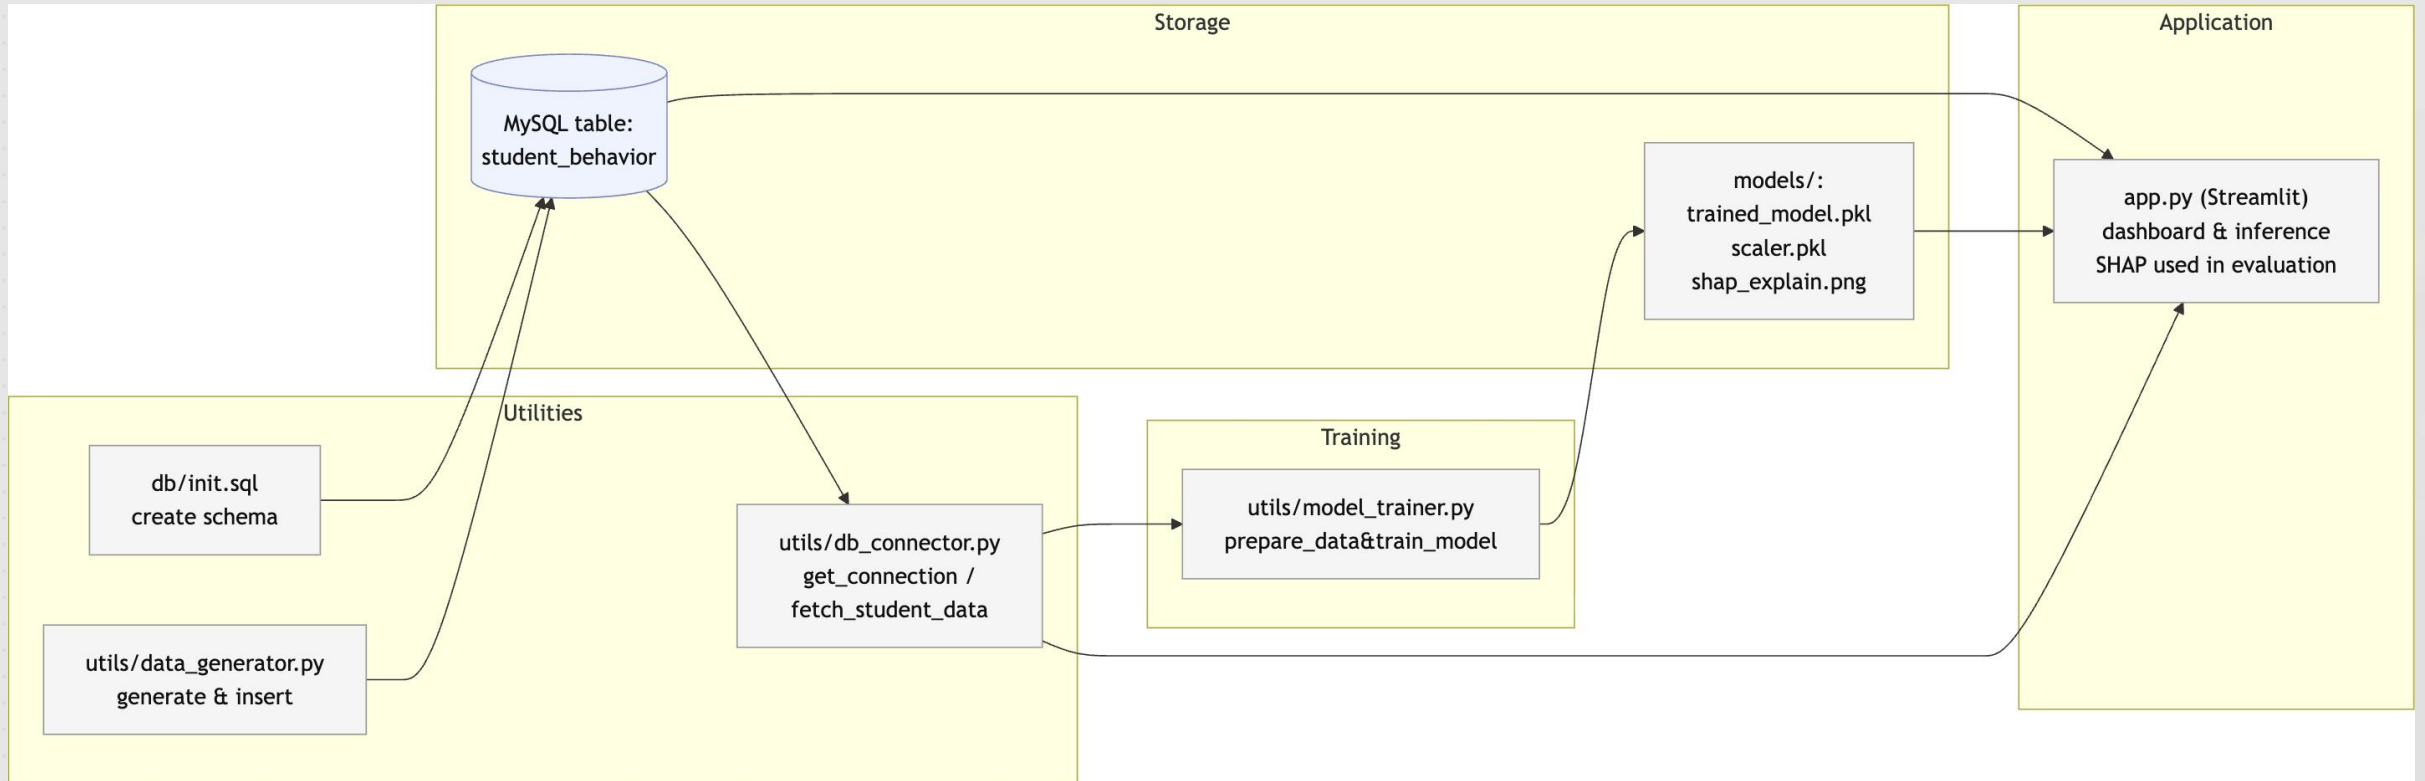 Storage
MySQL table:
student_behavior
models/:
trained_model.pkl
scaler.pkl
shap_explain.png
Application
app.py (Streamlit)
dashboard & inference
SHAP used in evaluation
Utilities
db/init.sql
create schema
utils/data_generator.py
generate & insert
utils/db_connector.py
get_connection /
fetch_student_data
Training
utils/model_trainer.py
prepare_data&train_model